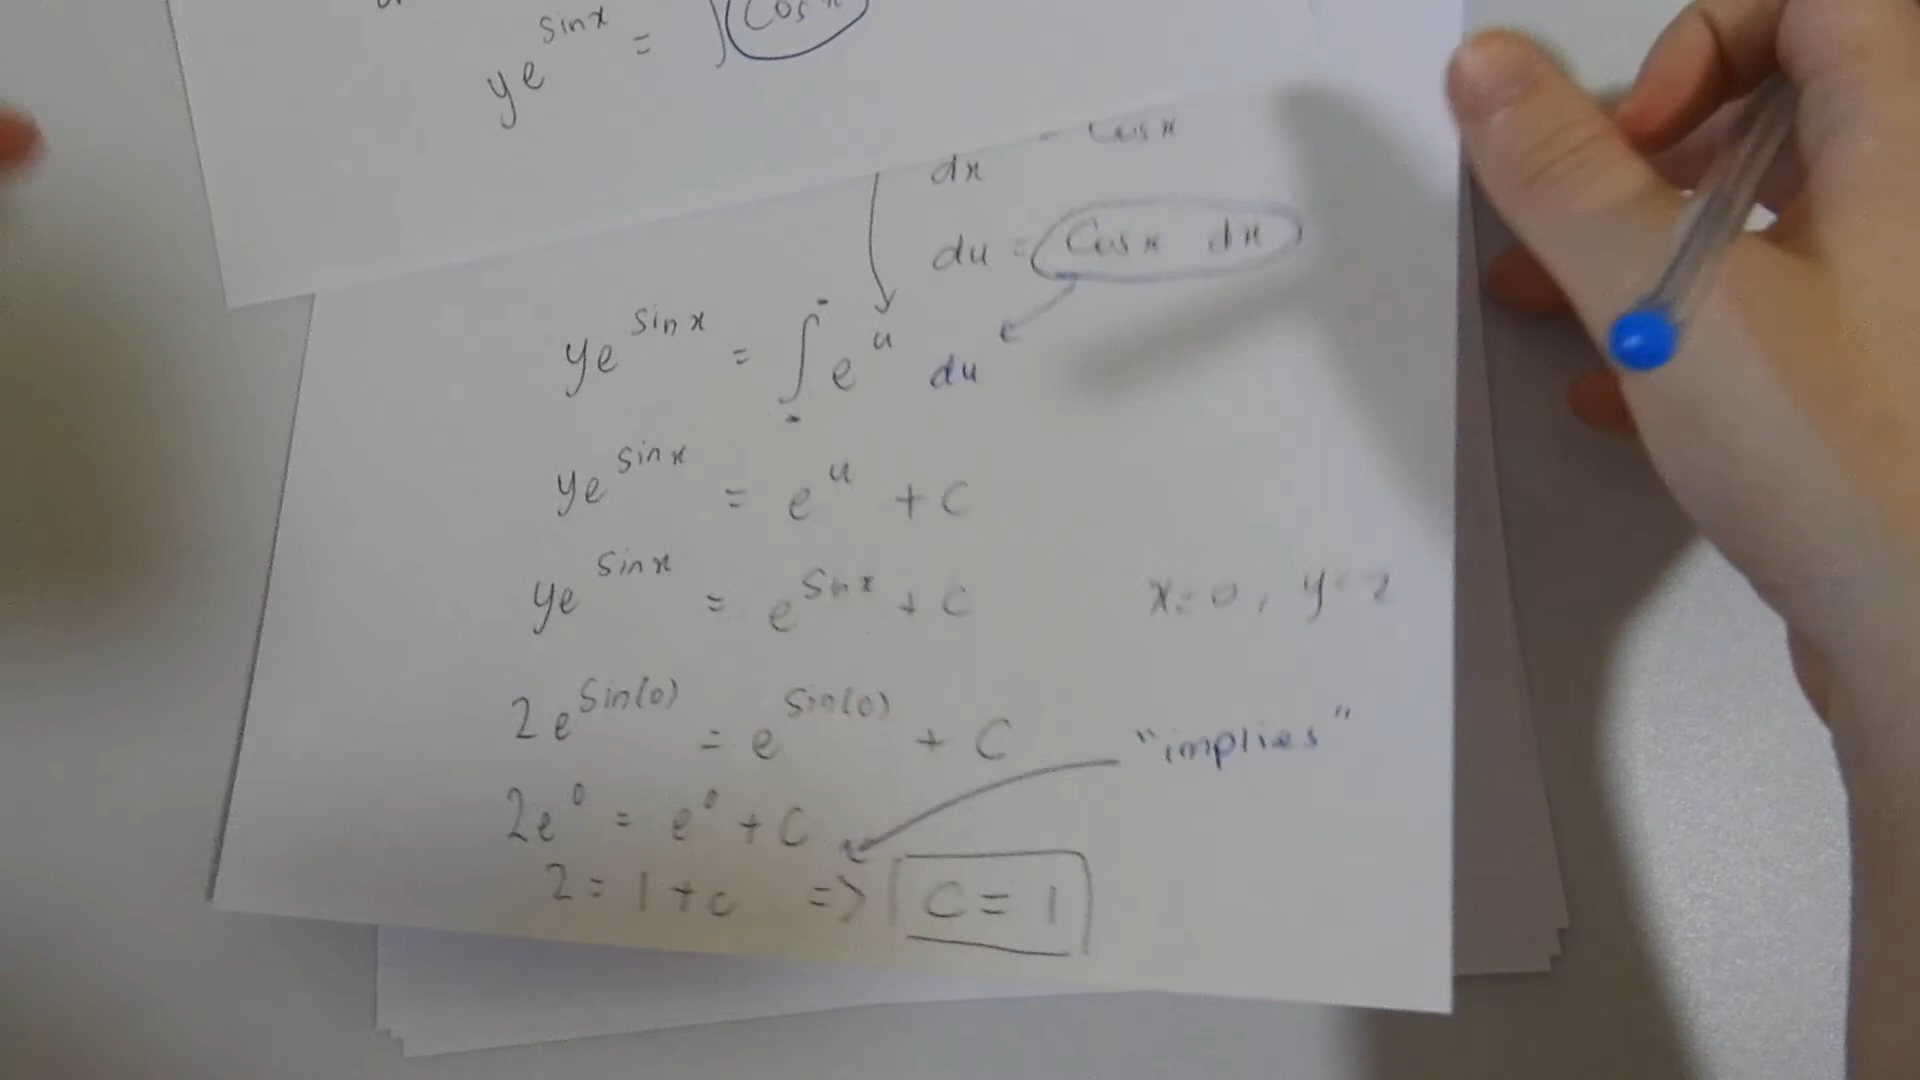 ye^sin x = ∫ cos x
dx = cos x
du = cos x dx
ye^sin x = ∫ e^u du
ye^sin x = e^u + C
ye^sin x = e^sin x + C x=0, y=2
2e^sin(0) = e^sin(0) + C "implies"
2e^0 = e^0 + C
2 = 1 + c => C = 1